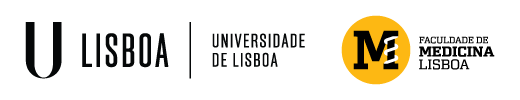 U LISBOA
UNIVERSIDADE
DE LISBOA
M
FACULDADE DE
MEDICINA
LISBOA